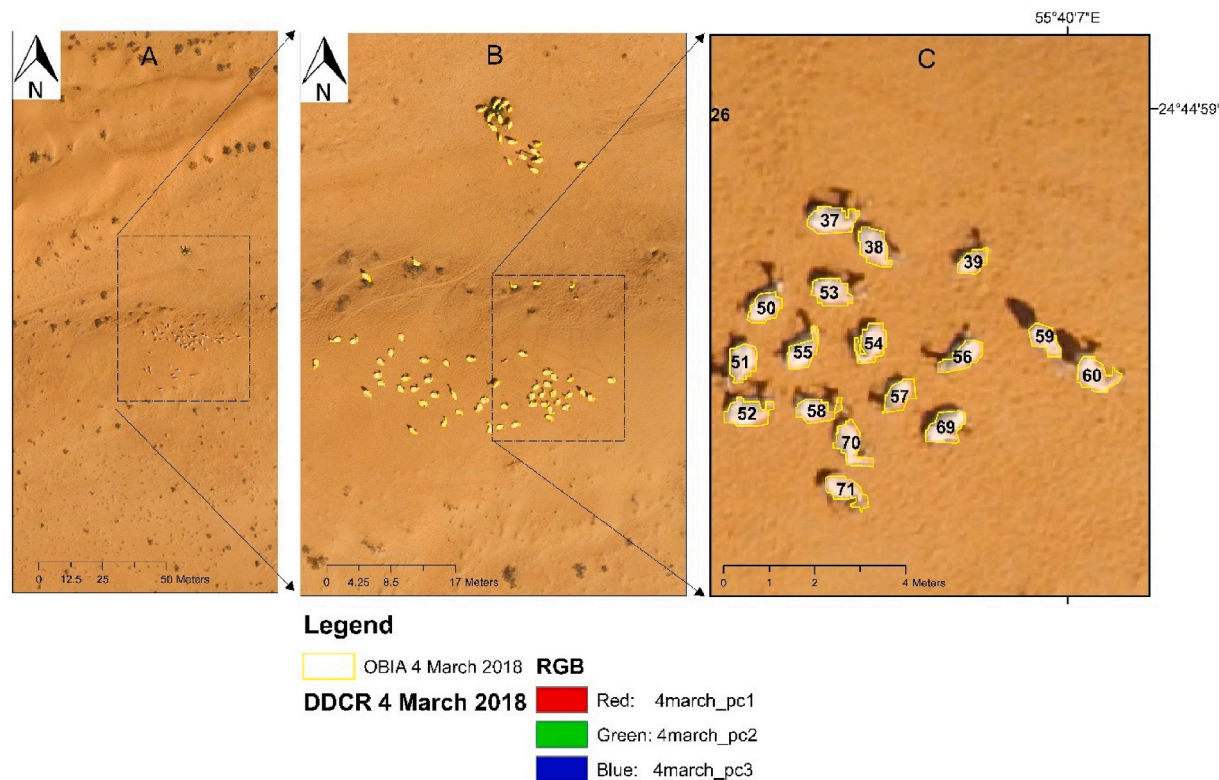 55°40'7"E
A
B
C
N
N
24°44'59"
26
37
38
39
53
50
59
54
55
56
51
60
57
52
58
69
70
71
0 12.5 25 50 Meters
0 4.25 8.5 17 Meters
0 1 2 4 Meters
Legend
OBIA 4 March 2018
RGB
DDCR 4 March 2018
Red: 4march_pc1
Green: 4march_pc2
Blue: 4march_pc3